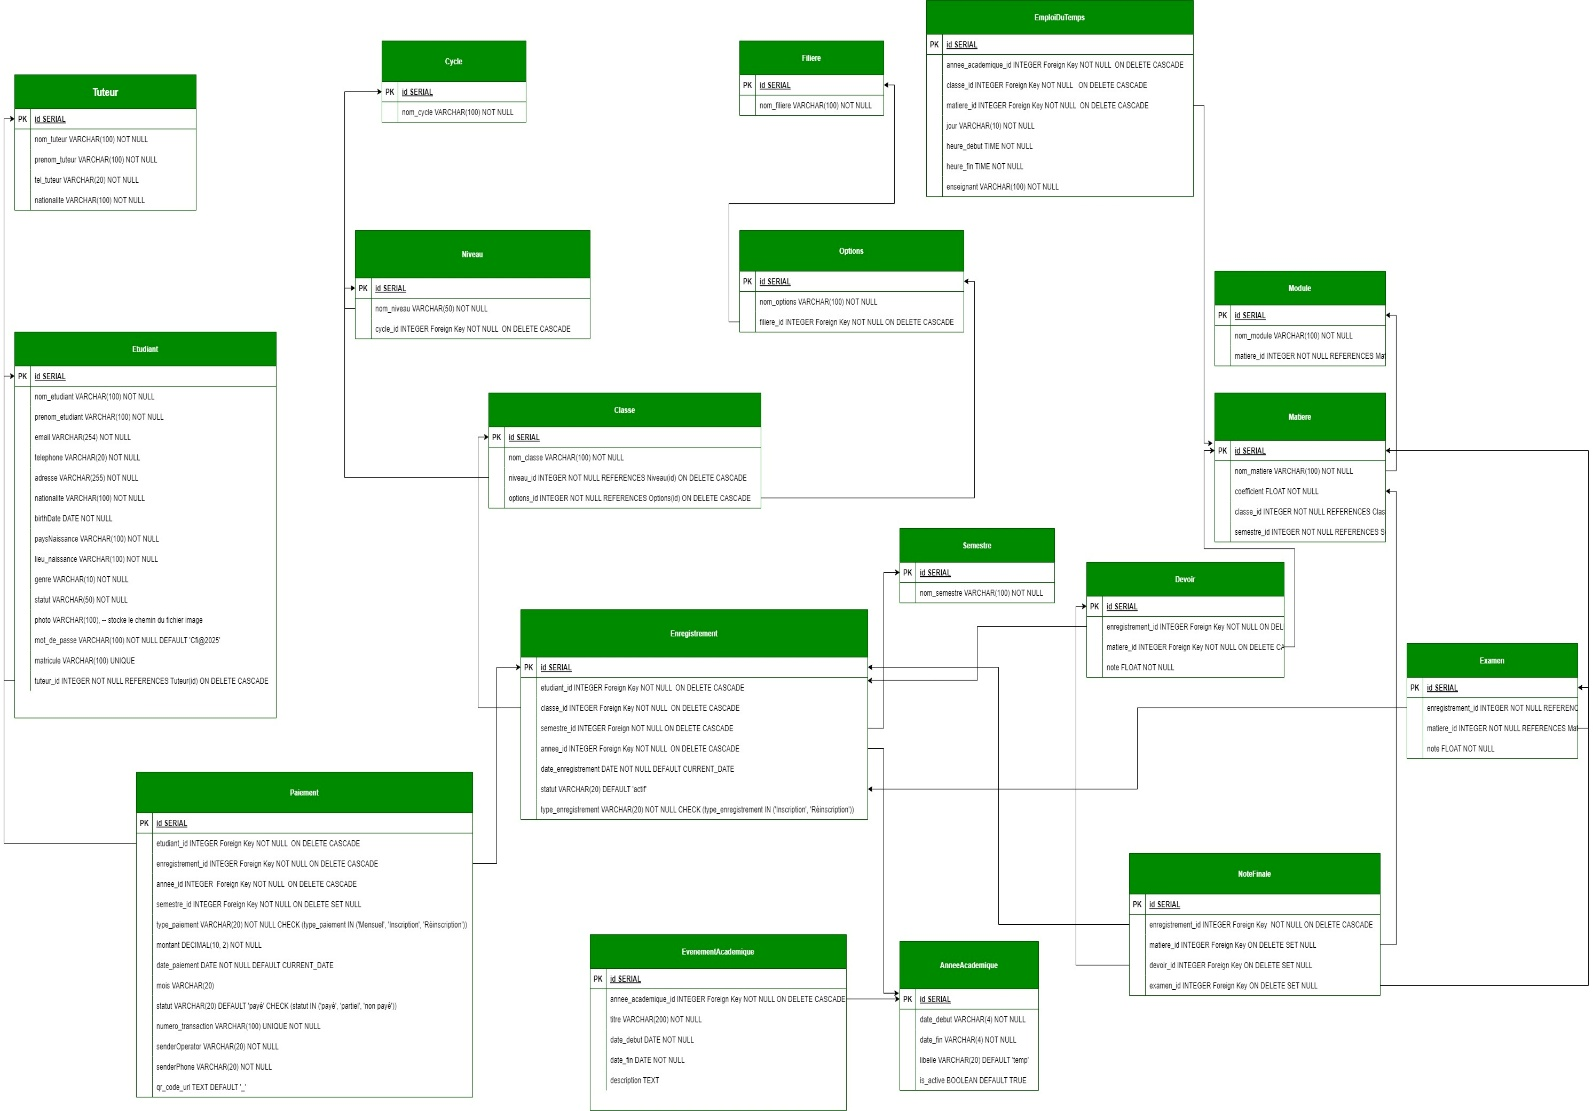 EmploiDuTemps
PK id SERIAL
annee_academique_id INTEGER Foreign Key NOT NULL ON DELETE CASCADE
classe_id INTEGER Foreign Key NOT NULL ON DELETE CASCADE
matiere_id INTEGER Foreign Key NOT NULL ON DELETE CASCADE
jour VARCHAR(10) NOT NULL
heure_debut TIME NOT NULL
heure_fin TIME NOT NULL
enseignant VARCHAR(100) NOT NULL
Cycle
PK id SERIAL
nom_cycle VARCHAR(100) NOT NULL
Filiere
PK id SERIAL
nom_filiere VARCHAR(100) NOT NULL
Tuteur
PK id SERIAL
nom_tuteur VARCHAR(100) NOT NULL
prenom_tuteur VARCHAR(100) NOT NULL
tel_tuteur VARCHAR(20) NOT NULL
nationalite VARCHAR(100) NOT NULL
Niveau
PK id SERIAL
nom_niveau VARCHAR(50) NOT NULL
cycle_id INTEGER Foreign Key NOT NULL ON DELETE CASCADE
Options
PK id SERIAL
nom_options VARCHAR(100) NOT NULL
filiere_id INTEGER Foreign Key NOT NULL ON DELETE CASCADE
Module
PK id SERIAL
nom_module VARCHAR(100) NOT NULL
matiere_id INTEGER NOT NULL REFERENCES Mat
Etudiant
PK id SERIAL
nom_etudiant VARCHAR(100) NOT NULL
prenom_etudiant VARCHAR(100) NOT NULL
email VARCHAR(254) NOT NULL
telephone VARCHAR(20) NOT NULL
adresse VARCHAR(255) NOT NULL
nationalite VARCHAR(100) NOT NULL
birthDate DATE NOT NULL
paysNaissance VARCHAR(100) NOT NULL
lieu_naissance VARCHAR(100) NOT NULL
genre VARCHAR(10) NOT NULL
statut VARCHAR(50) NOT NULL
photo VARCHAR(100), -- stocke le chemin du fichier image
mot_de_passe VARCHAR(100) NOT NULL DEFAULT 'Cfi@2025'
matricule VARCHAR(100) UNIQUE
tuteur_id INTEGER NOT NULL REFERENCES Tuteur(id) ON DELETE CASCADE
Classe
PK id SERIAL
nom_classe VARCHAR(100) NOT NULL
niveau_id INTEGER NOT NULL REFERENCES Niveau(id) ON DELETE CASCADE
options_id INTEGER NOT NULL REFERENCES Options(id) ON DELETE CASCADE
Matiere
PK id SERIAL
nom_matiere VARCHAR(100) NOT NULL
coefficient FLOAT NOT NULL
classe_id INTEGER NOT NULL REFERENCES Clas
semestre_id INTEGER NOT NULL REFERENCES S
Semestre
PK id SERIAL
nom_semestre VARCHAR(100) NOT NULL
Devoir
PK id SERIAL
enregistrement_id INTEGER Foreign Key NOT NULL ON DEL
matiere_id INTEGER Foreign Key NOT NULL ON DELETE CA
note FLOAT NOT NULL
Enregistrement
PK id SERIAL
etudiant_id INTEGER Foreign Key NOT NULL ON DELETE CASCADE
classe_id INTEGER Foreign Key NOT NULL ON DELETE CASCADE
semestre_id INTEGER Foreign NOT NULL ON DELETE CASCADE
annee_id INTEGER Foreign Key NOT NULL ON DELETE CASCADE
date_enregistrement DATE NOT NULL DEFAULT CURRENT_DATE
statut VARCHAR(20) DEFAULT 'actif'
type_enregistrement VARCHAR(20) NOT NULL CHECK (type_enregistrement IN ('Inscription', 'Réinscription'))
Examen
PK id SERIAL
enregistrement_id INTEGER NOT NULL REFERENC
matiere_id INTEGER NOT NULL REFERENCES Mat
note FLOAT NOT NULL
Paiement
PK id SERIAL
etudiant_id INTEGER Foreign Key NOT NULL ON DELETE CASCADE
enregistrement_id INTEGER Foreign Key NOT NULL ON DELETE CASCADE
annee_id INTEGER Foreign Key NOT NULL ON DELETE CASCADE
semestre_id INTEGER Foreign Key NOT NULL ON DELETE SET NULL
type_paiement VARCHAR(20) NOT NULL CHECK (type_paiement IN ('Mensuel', 'Inscription', 'Réinscription'))
montant DECIMAL(10, 2) NOT NULL
date_paiement DATE NOT NULL DEFAULT CURRENT_DATE
mois VARCHAR(20)
statut VARCHAR(20) DEFAULT 'payé' CHECK (statut IN ('payé', 'partiel', 'non payé'))
numero_transaction VARCHAR(100) UNIQUE NOT NULL
senderOperator VARCHAR(20) NOT NULL
senderPhone VARCHAR(20) NOT NULL
qr_code_url TEXT DEFAULT '_'
NoteFinale
PK id SERIAL
enregistrement_id INTEGER Foreign Key NOT NULL ON DELETE CASCADE
matiere_id INTEGER Foreign Key ON DELETE SET NULL
devoir_id INTEGER Foreign Key ON DELETE SET NULL
examen_id INTEGER Foreign Key ON DELETE SET NULL
EvenementAcademique
PK id SERIAL
annee_academique_id INTEGER Foreign Key NOT NULL ON DELETE CASCADE
titre VARCHAR(200) NOT NULL
date_debut DATE NOT NULL
date_fin DATE NOT NULL
description TEXT
AnneeAcademique
PK id SERIAL
date_debut VARCHAR(4) NOT NULL
date_fin VARCHAR(4) NOT NULL
libelle VARCHAR(20) DEFAULT 'temp'
is_active BOOLEAN DEFAULT TRUE